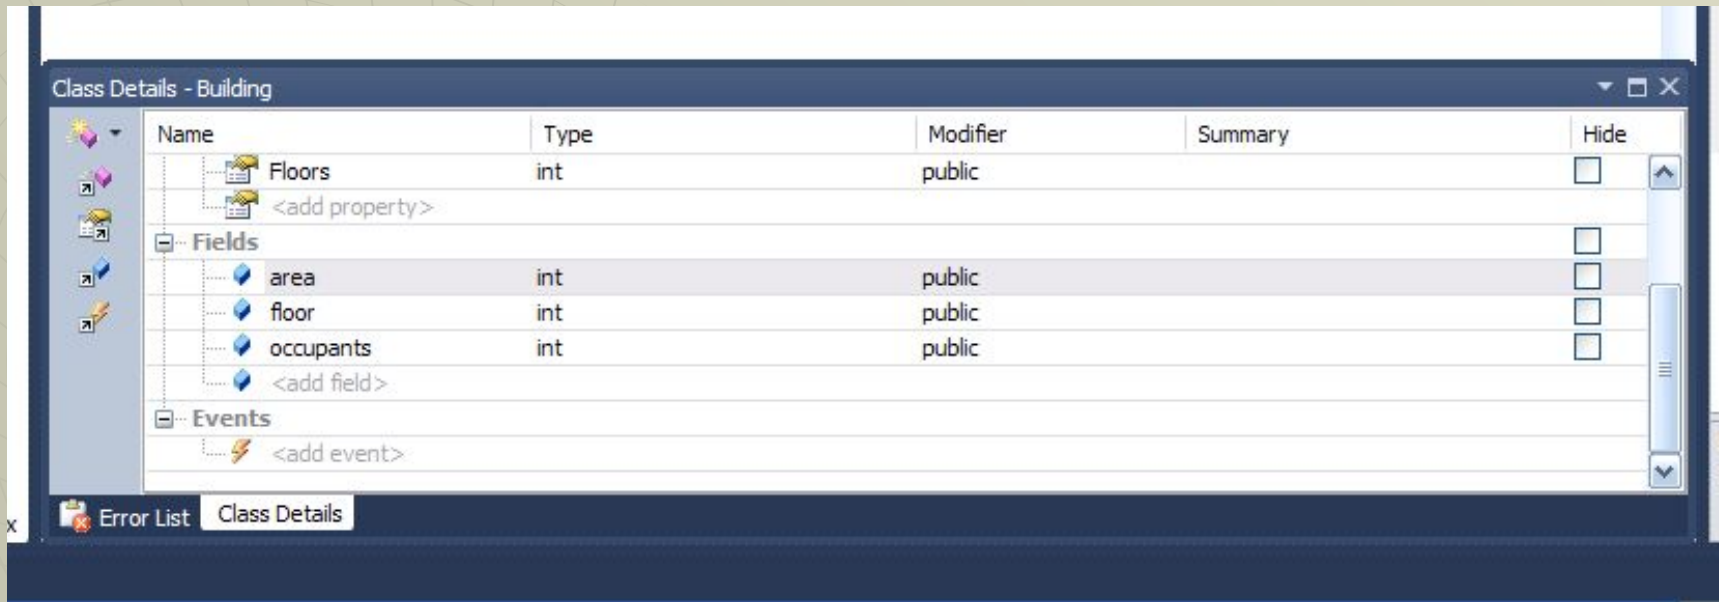 Class Details - Building
Name Type Modifier Summary Hide
Floors int public
<add property>
Fields
area int public
floor int public
occupants int public
<add field>
Events
<add event>
x Error List Class Details